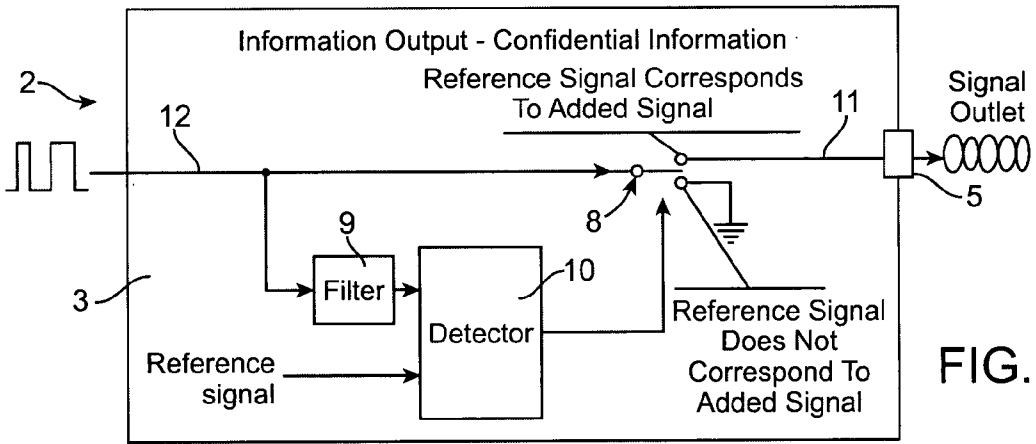 Information Output - Confidential Information
Reference Signal Corresponds
To Added Signal
Signal
Outlet
2
12
11
8
5
9
Filter
10
Detector
3
Reference
signal
Reference Signal
Does Not
Correspond To
Added Signal
FIG.